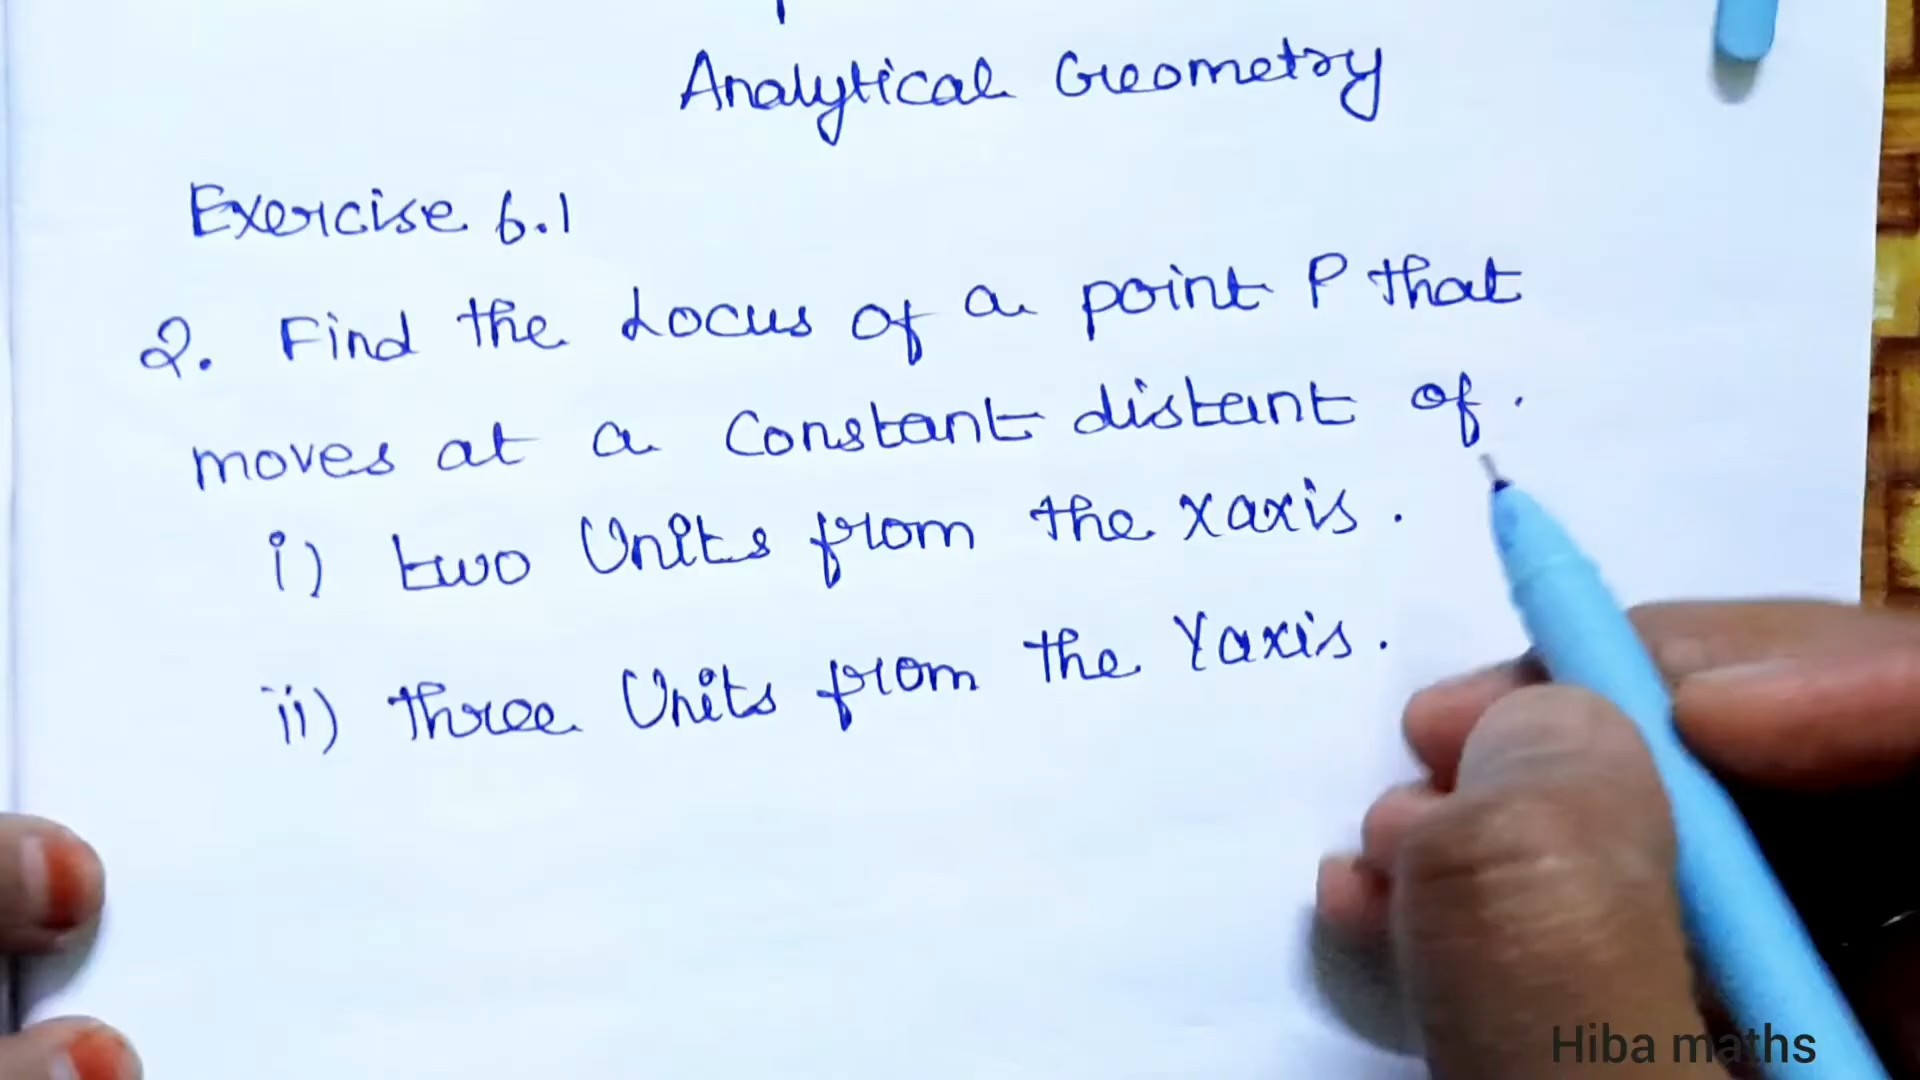 Analytical Geometry
Exercise 6.1
2. Find the Locus of a point P that
moves at a constant distant of.
i) two Units from the xaxis.
ii) three Units from the Yaxis.
Hiba maths